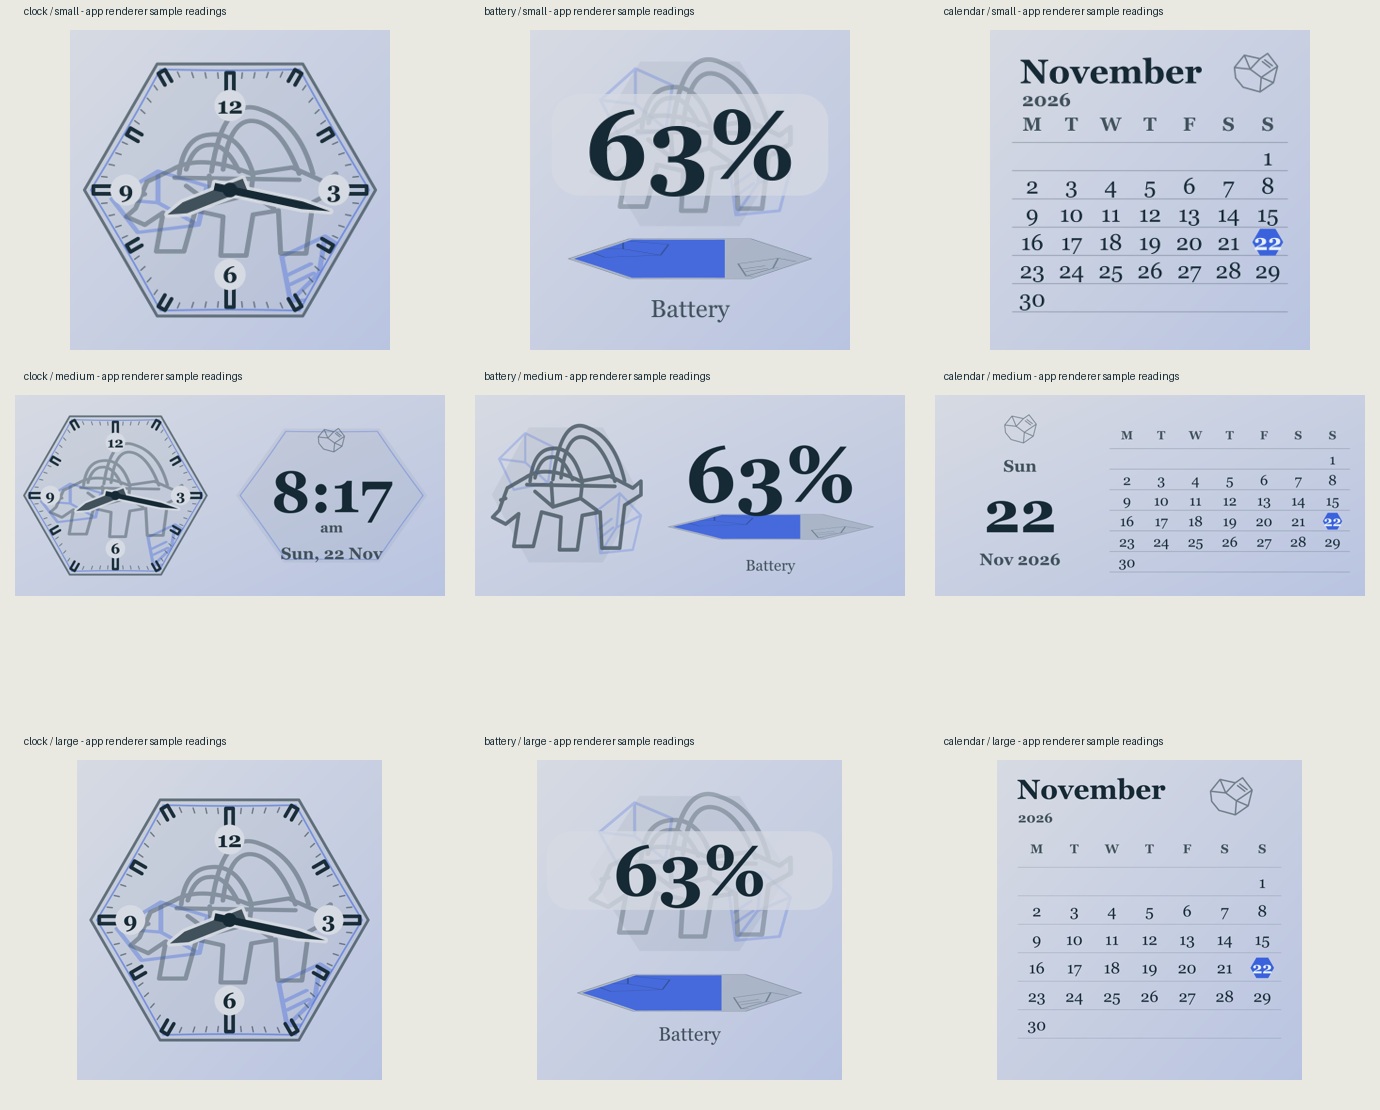 clock / small - app renderer sample readings
12
9
3
6
battery / small - app renderer sample readings
63%
Battery
calendar / small - app renderer sample readings
November
2026
M T W T F S S
1
2 3 4 5 6 7 8
9 10 11 12 13 14 15
16 17 18 19 20 21 22
23 24 25 26 27 28 29
30
clock / medium - app renderer sample readings
12
9
3
6
8:17
am
Sun, 22 Nov
battery / medium - app renderer sample readings
63%
Battery
calendar / medium - app renderer sample readings
Sun
22
Nov 2026
M T W T F S S
1
2 3 4 5 6 7 8
9 10 11 12 13 14 15
16 17 18 19 20 21 22
23 24 25 26 27 28 29
30
clock / large - app renderer sample readings
12
9
3
6
battery / large - app renderer sample readings
63%
Battery
calendar / large - app renderer sample readings
November
2026
M T W T F S S
1
2 3 4 5 6 7 8
9 10 11 12 13 14 15
16 17 18 19 20 21 22
23 24 25 26 27 28 29
30